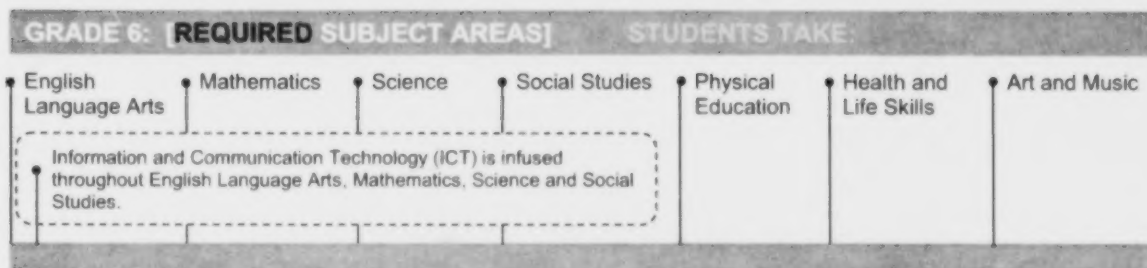 GRADE 6: [REQUIRED SUBJECT AREAS] STUDENTS TAKE:
English
Language Arts
Mathematics
Science
Social Studies
Physical
Education
Health and
Life Skills
Art and Music
Information and Communication Technology (ICT) is infused
throughout English Language Arts, Mathematics, Science and Social
Studies.